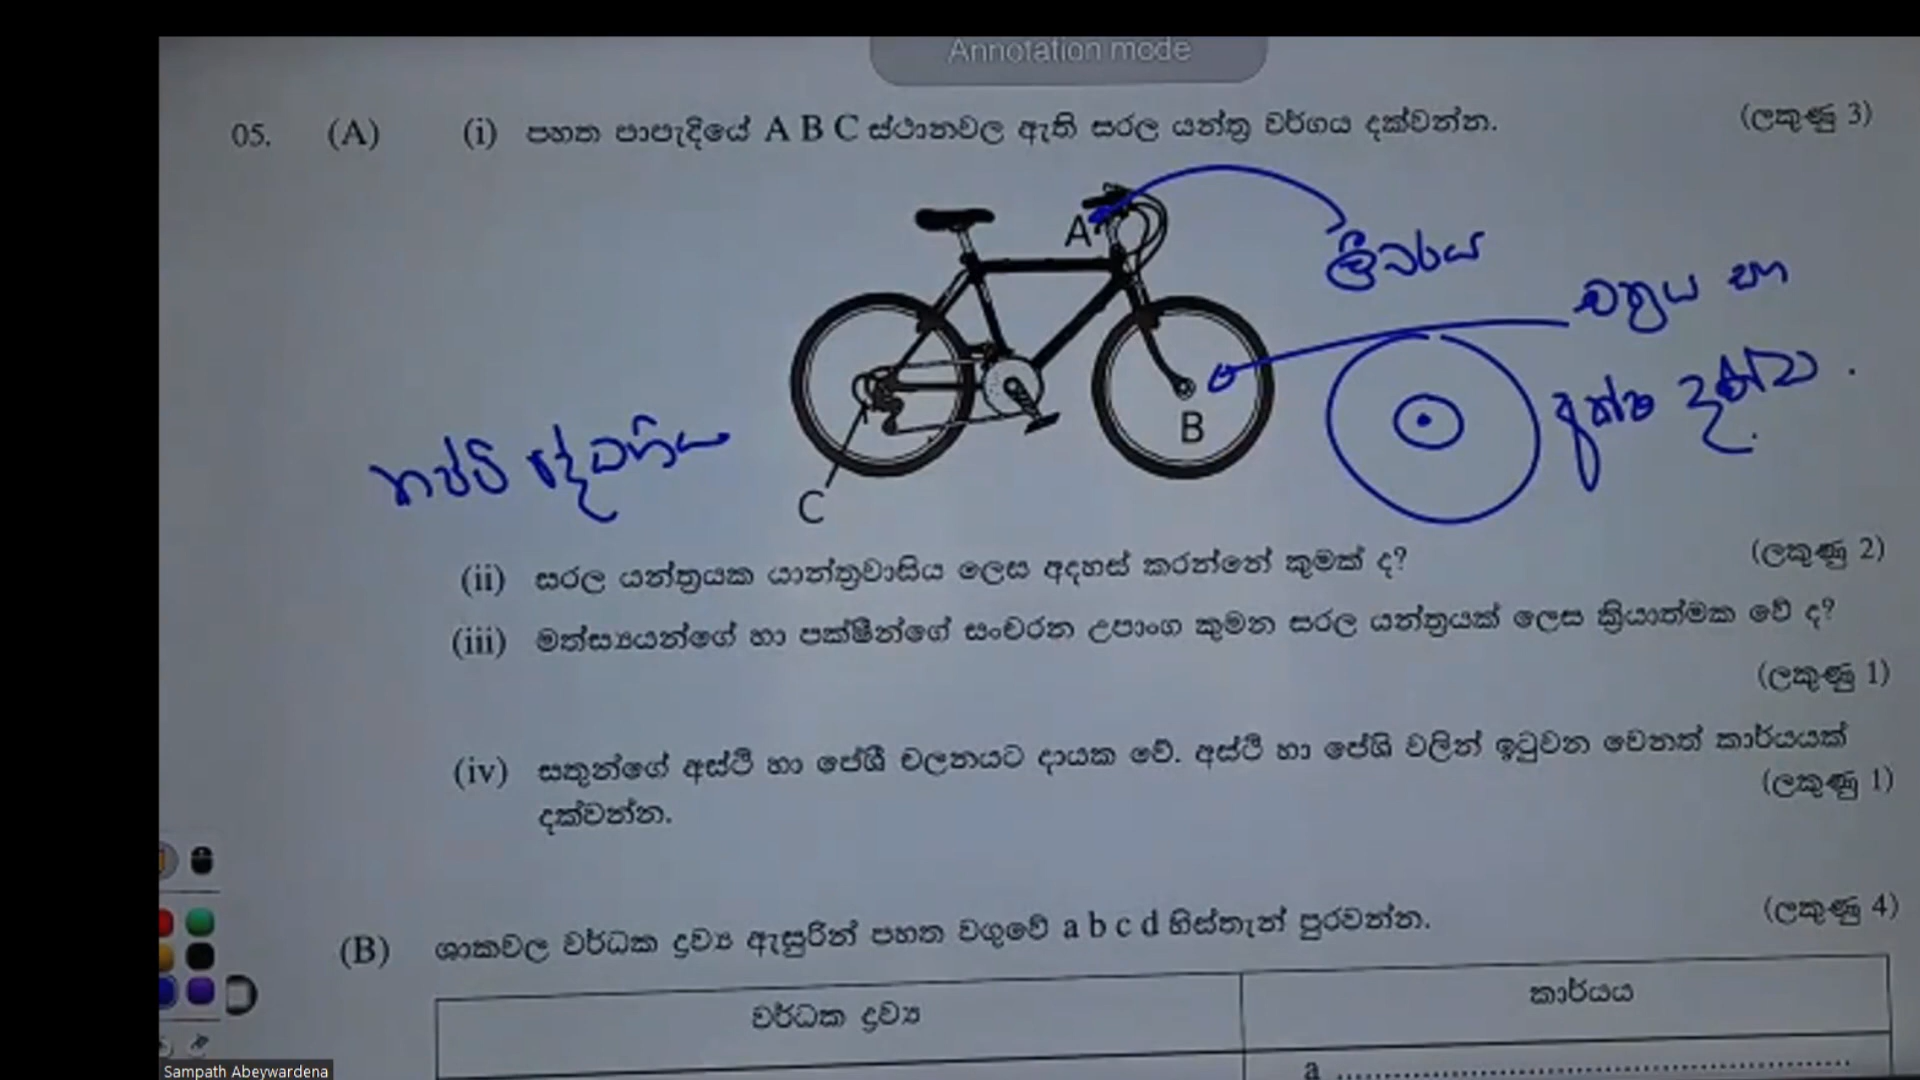 Annotation mode
05. (A) (i) පහත පාපැදියේ A B C ස්ථානවල ඇති සරල යන්ත්‍ර වර්ගය දක්වන්න. (ලකුණු 3)
A
ලීවරය
චක්‍රය හා
අක්ෂ දණ්ඩ.
B
කප්පි
C
(ii) සරල යන්ත්‍රයක යාන්ත්‍රවාසිය ලෙස අදහස් කරන්නේ කුමක් ද? (ලකුණු 2)
(iii) මත්ස්‍යයන්ගේ හා පක්ෂීන්ගේ සංචරන උපාංග කුමන සරල යන්ත්‍රයක් ලෙස ක්‍රියාත්මක වේ ද?
(ලකුණු 1)
(iv) සතුන්ගේ අස්ථි හා පේශී චලනයට දායක වේ. අස්ථි හා පේශි වලින් ඉටුවන වෙනත් කාර්යයක්
දක්වන්න. (ලකුණු 1)
(B) ශාකවල වර්ධක ද්‍රව්‍ය ඇසුරින් පහත වගුවේ a b c d හිස්තැන් පුරවන්න. (ලකුණු 4)
වර්ධක ද්‍රව්‍ය කාර්යය
a ..........................................
Sampath Abeywardena